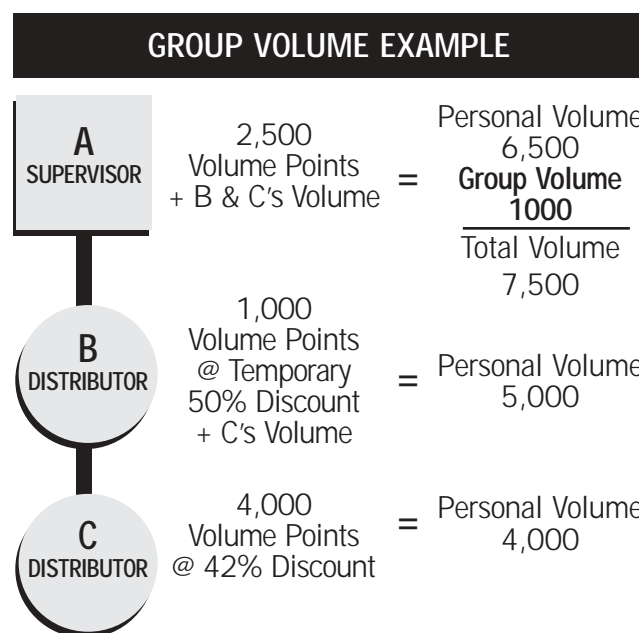 GROUP VOLUME EXAMPLE
A
SUPERVISOR
2,500
Volume Points
+ B & C's Volume
=
Personal Volume
6,500
Group Volume
1000
Total Volume
7,500
B
DISTRIBUTOR
1,000
Volume Points
@ Temporary
50% Discount
+ C's Volume
=
Personal Volume
5,000
C
DISTRIBUTOR
4,000
Volume Points
@ 42% Discount
=
Personal Volume
4,000